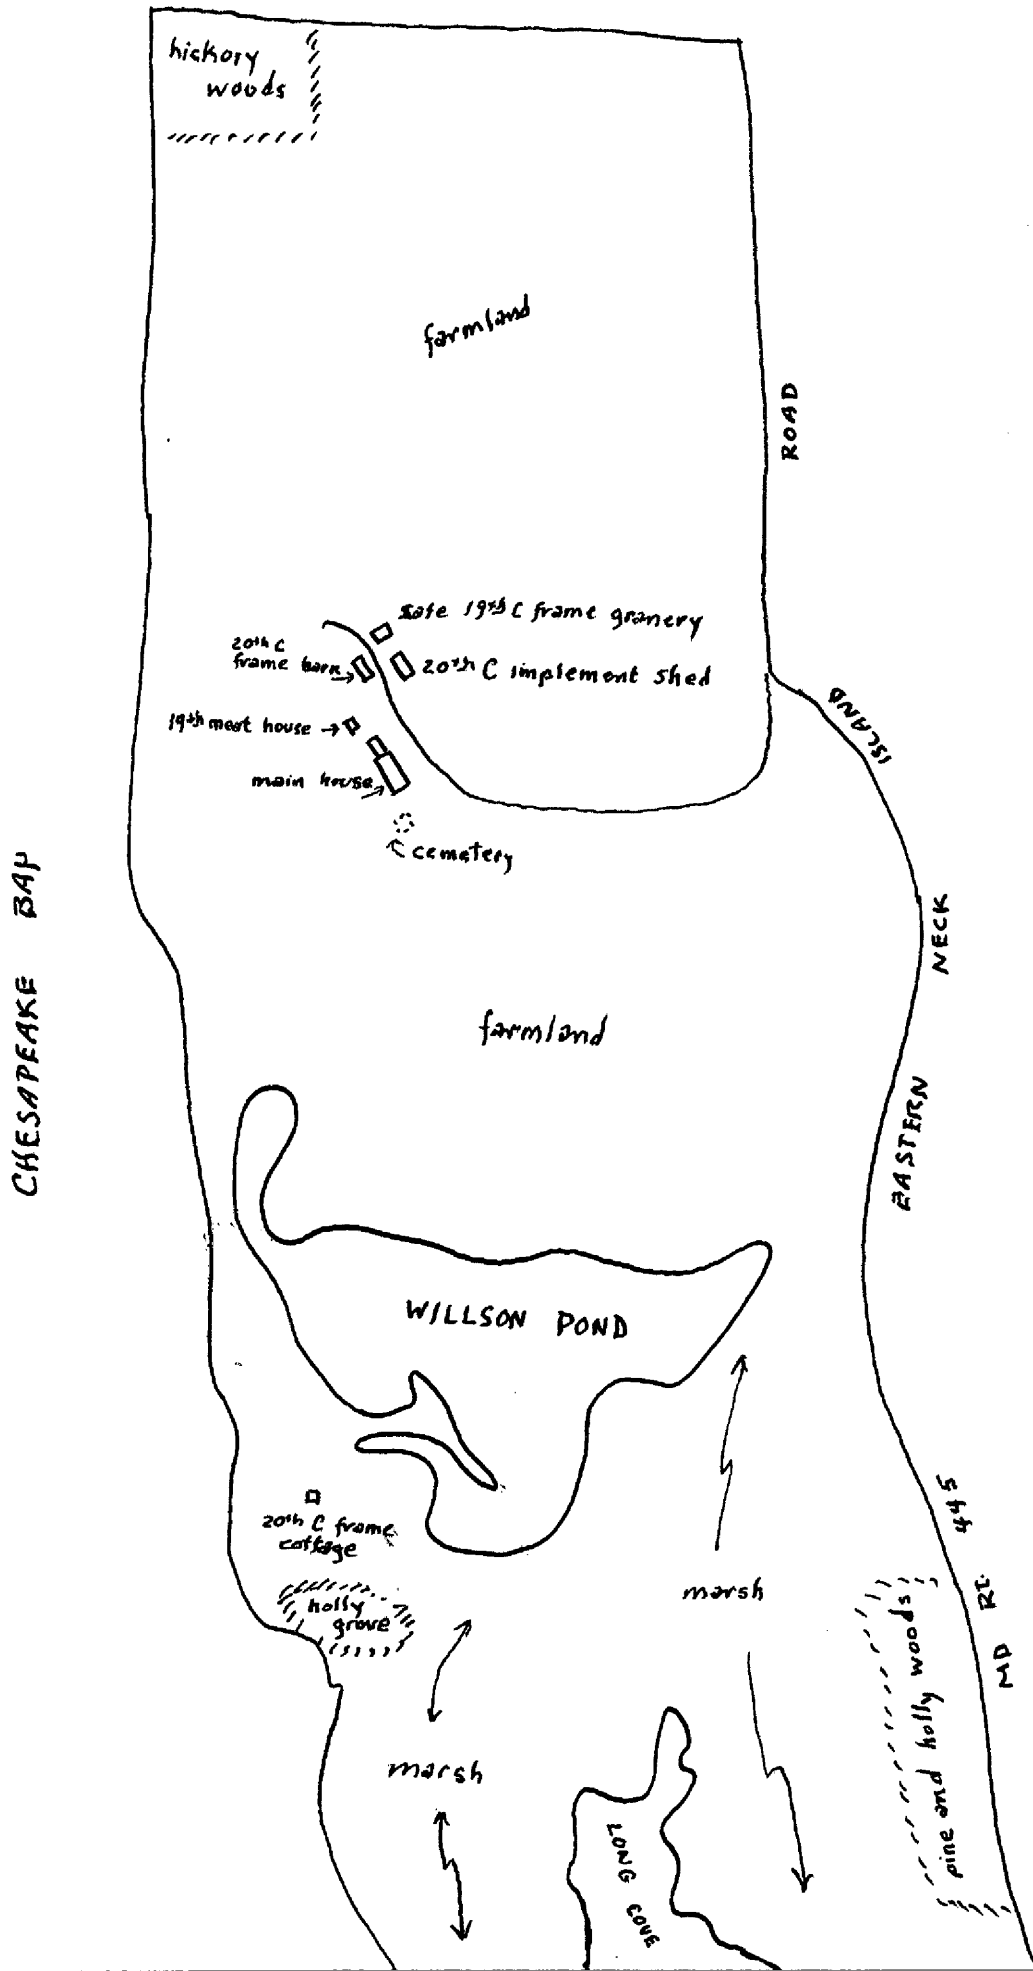 hickory
woods
farmland
ROAD
Late 19th C frame granery
20th C
frame barn
20th C implement shed
19th meat house
main house
cemetery
ISLAND
CHESAPEAKE BAY
NECK
farmland
EASTERN
WILLSON POND
MD RT. 445
20th C frame
cottage
holly
grove
marsh
pine and holly woods
marsh
LONG COVE